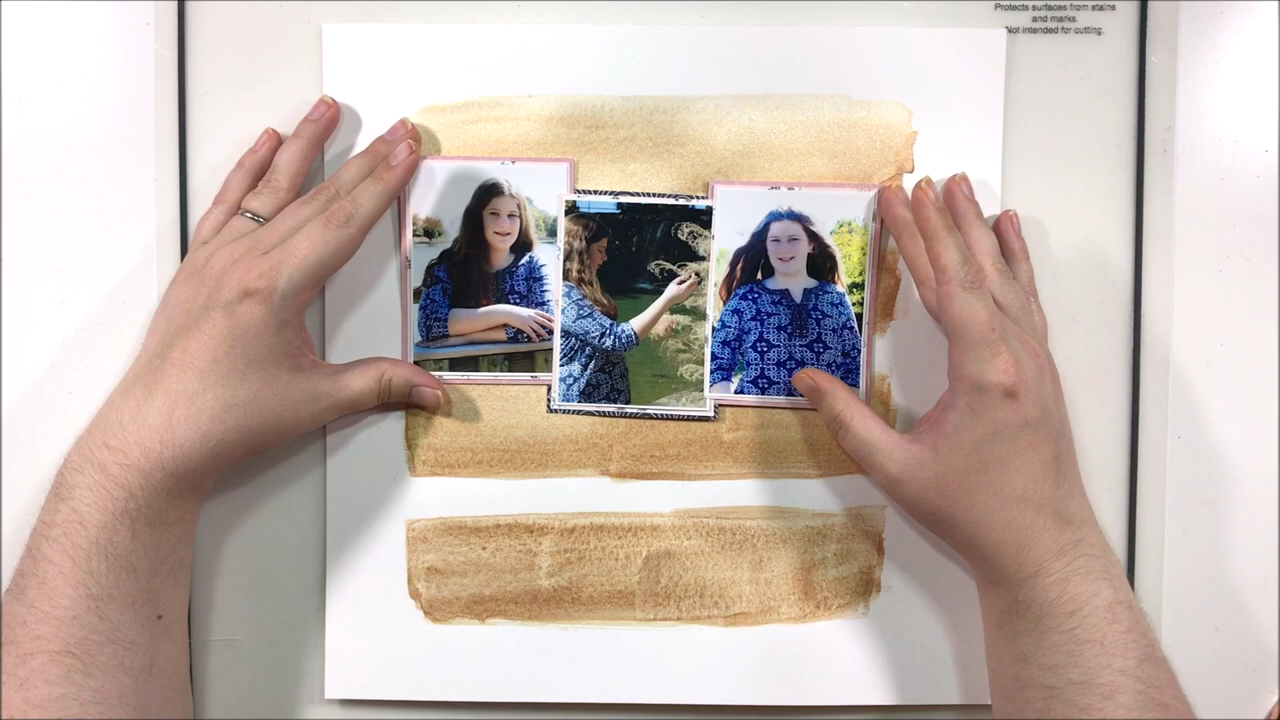 Protects surfaces from stains
and marks.
Not intended for cutting.